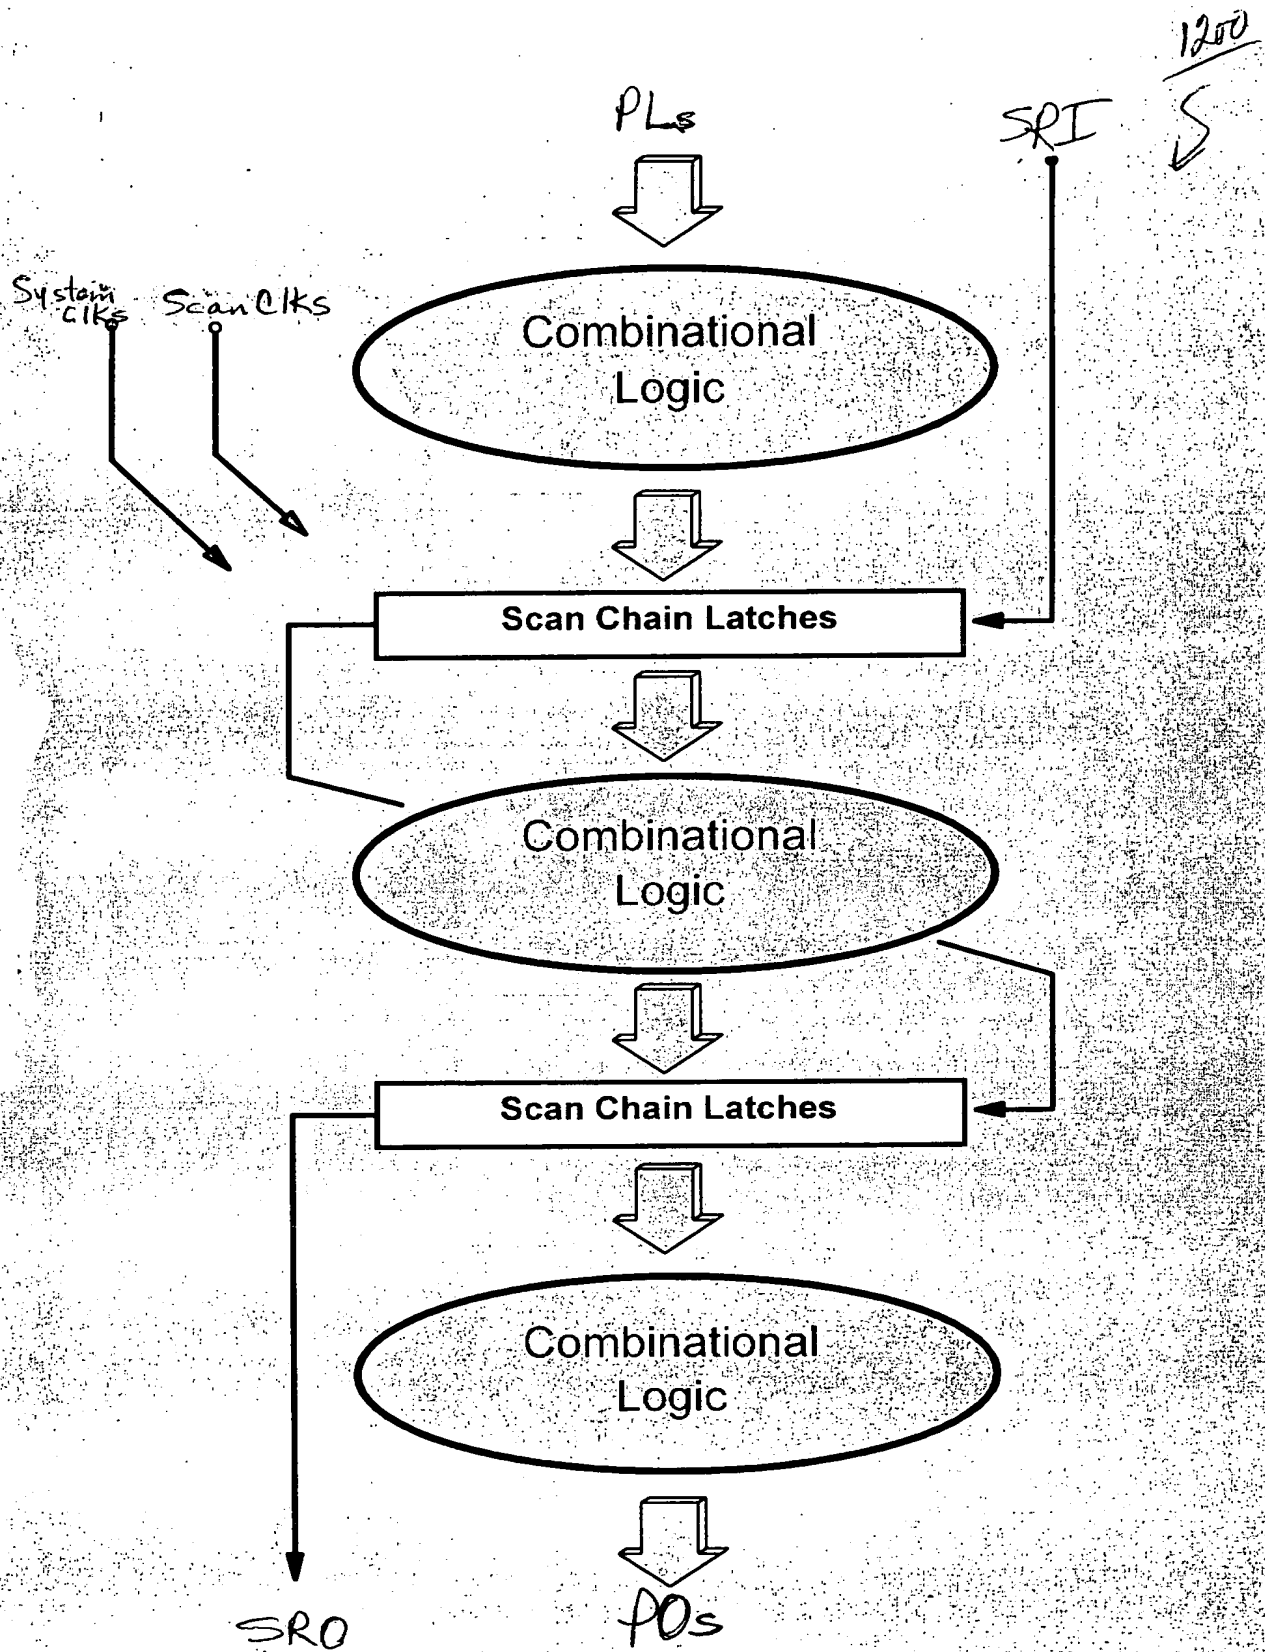 1200
PLs
SRI
System
Clks
Scan Clks
Combinational
Logic
Scan Chain Latches
Combinational
Logic
Scan Chain Latches
Combinational
Logic
SRO
POs